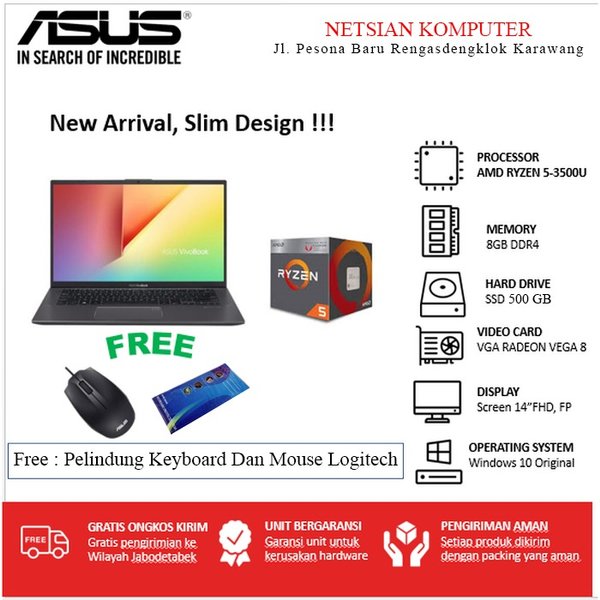 ASUS
IN SEARCH OF INCREDIBLE
NETSIAN KOMPUTER
Jl. Pesona Baru Rengasdengklok Karawang
New Arrival, Slim Design !!!
ASUS VivoBook
AMD
RYZEN
5
AMD
FREE
ASUS
Free : Pelindung Keyboard Dan Mouse Logitech
PROCESSOR
AMD RYZEN 5-3500U
MEMORY
8GB DDR4
HARD DRIVE
SSD 500 GB
VIDEO CARD
VGA RADEON VEGA 8
DISPLAY
Screen 14”FHD, FP
OPERATING SYSTEM
Windows 10 Original
FREE
GRATIS ONGKOS KIRIM
Gratis pengirimian ke
Wilayah Jabodetabek
UNIT BERGARANSI
Garansi unit untuk
kerusakan hardware
PENGIRIMAN AMAN
Setiap produk dikirim
dengan packing yang aman